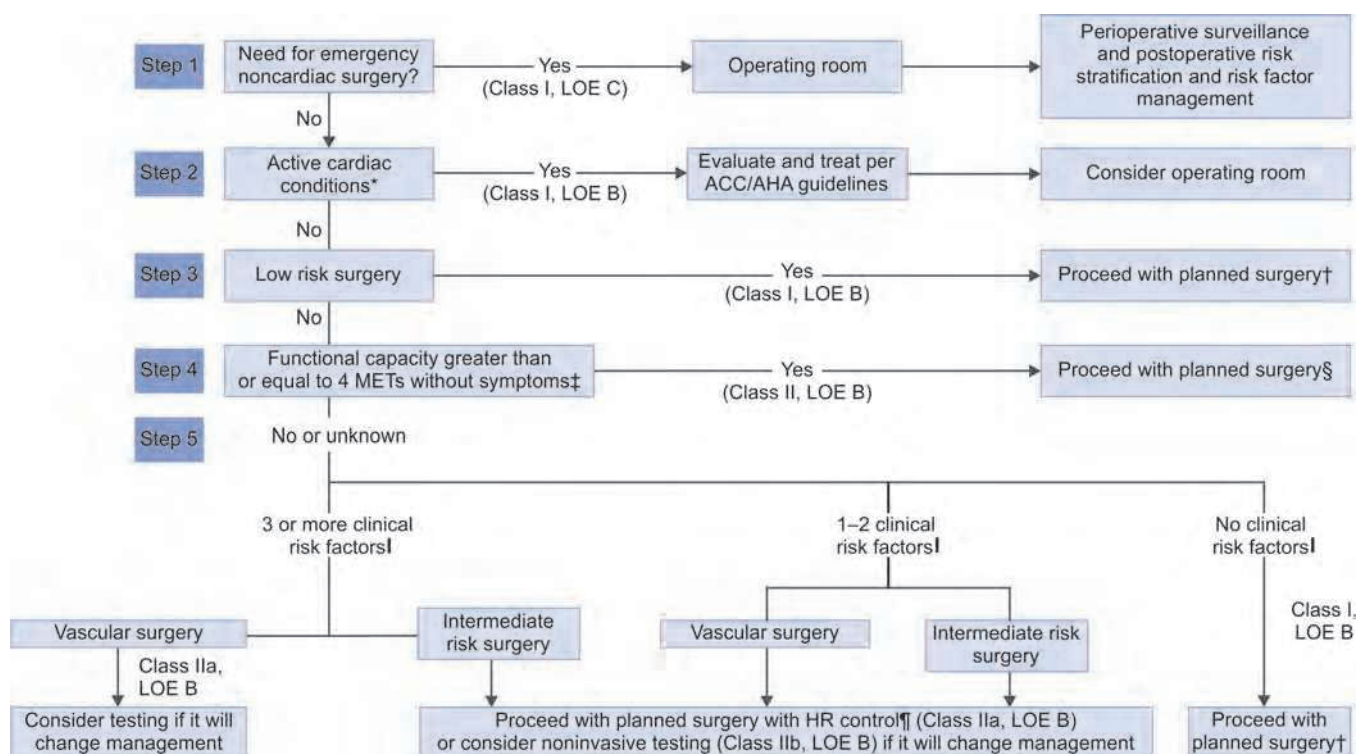 Step 1
Need for emergency
noncardiac surgery?
Yes
(Class I, LOE C)
Operating room
Perioperative surveillance
and postoperative risk
stratification and risk factor
management
No
Step 2
Active cardiac
conditions*
Yes
(Class I, LOE B)
Evaluate and treat per
ACC/AHA guidelines
Consider operating room
No
Step 3
Low risk surgery
Yes
(Class I, LOE B)
Proceed with planned surgery†
No
Step 4
Functional capacity greater than
or equal to 4 METs without symptoms‡
Yes
(Class II, LOE B)
Proceed with planned surgery§
Step 5
No or unknown
3 or more clinical
risk factors|
1–2 clinical
risk factors|
No clinical
risk factors|
Vascular surgery
Intermediate
risk surgery
Vascular surgery
Intermediate risk
surgery
Class I,
LOE B
Class IIa,
LOE B
Consider testing if it will
change management
Proceed with planned surgery with HR control¶ (Class IIa, LOE B)
or consider noninvasive testing (Class IIb, LOE B) if it will change management
Proceed with
planned surgery†